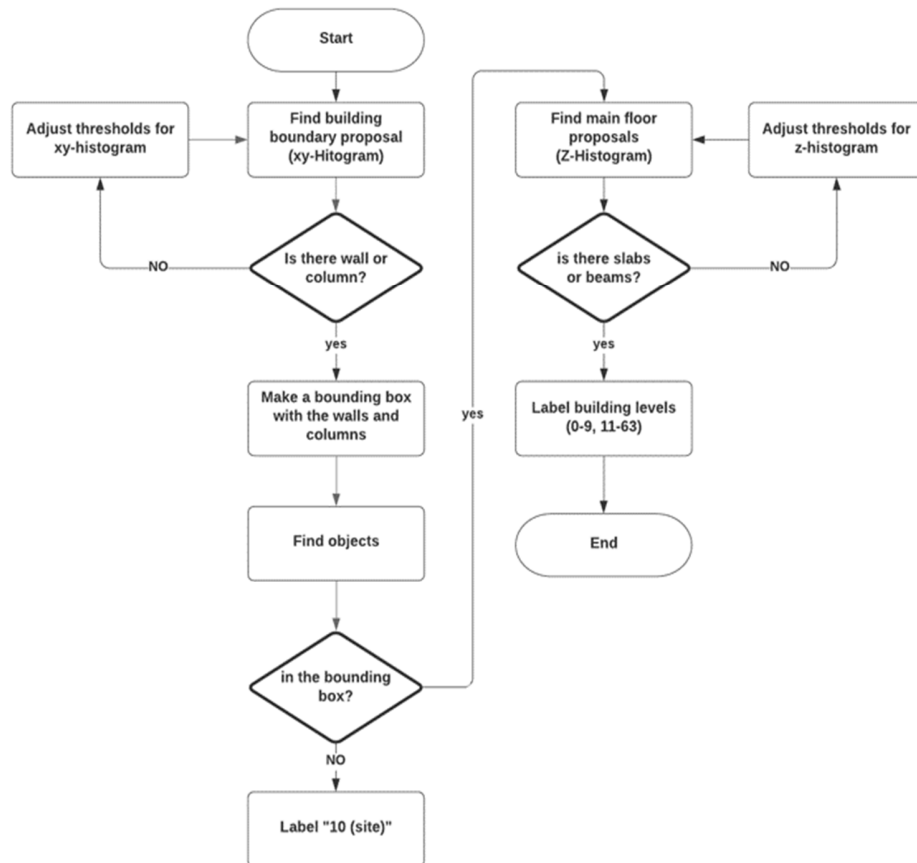 Start
Find building
boundary proposal
(xy-Hitogram)
Adjust thresholds for
xy-histogram
Is there wall or
column?
NO
yes
Make a bounding box
with the walls and
columns
Find objects
in the bounding
box?
NO
Label "10 (site)"
yes
Find main floor
proposals
(Z-Histogram)
Adjust thresholds for
z-histogram
is there slabs
or beams?
NO
yes
Label building levels
(0-9, 11-63)
End